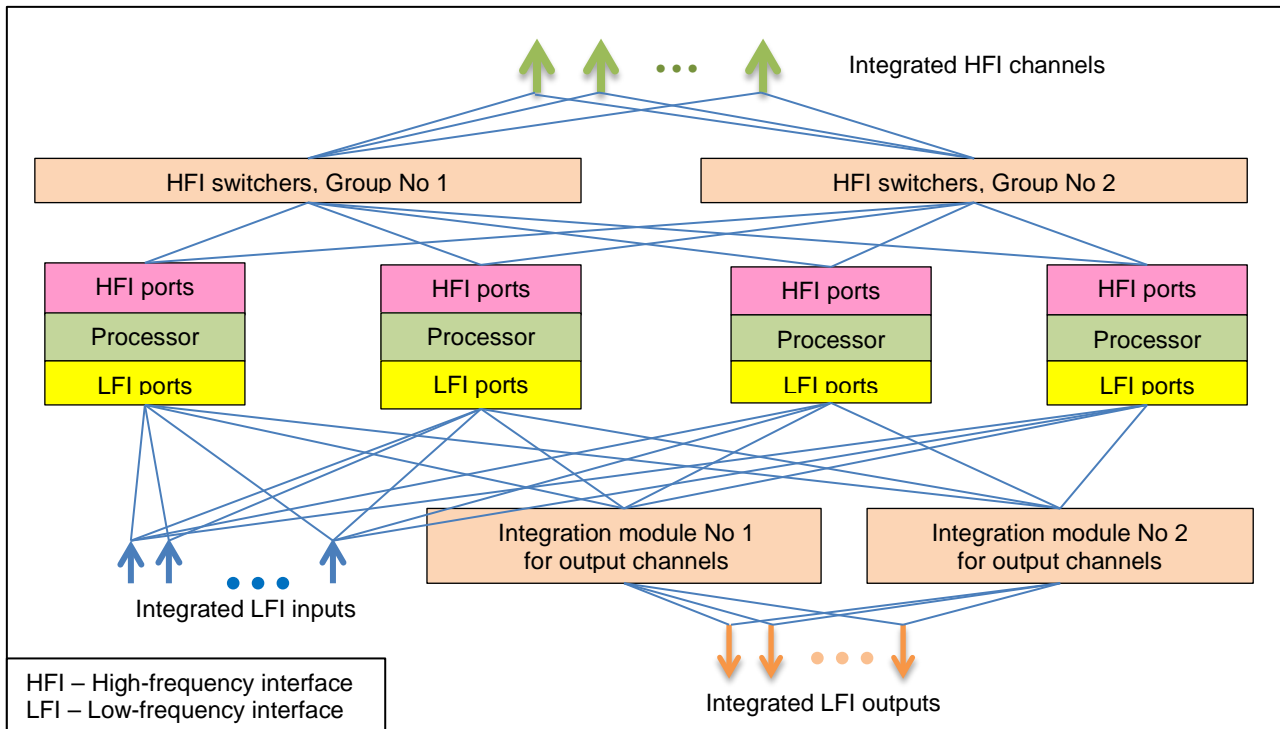 Integrated HFI channels
HFI switchers, Group No 1
HFI switchers, Group No 2
HFI ports
Processor
LFI ports
HFI ports
Processor
LFI ports
HFI ports
Processor
LFI ports
HFI ports
Processor
LFI ports
Integration module No 1
for output channels
Integration module No 2
for output channels
Integrated LFI inputs
Integrated LFI outputs
HFI – High-frequency interface
LFI – Low-frequency interface